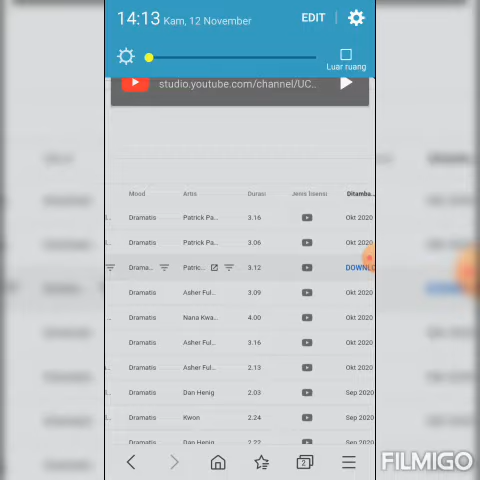 14:13 Kam, 12 November EDIT
Luar ruang
studio.youtube.com/channel/UC..
Mood Artis Durasi Jenis lisensi Ditamba...
Dramatis Patrick Pa... 3.16 Okt 2020
Dramatis Patrick Pa... 3.06 Okt 2020
Drama... Patric... 3.12 DOWNLO
Dramatis Asher Ful... 3.09 Okt 2020
Dramatis Nana Kwa... 4.00 Okt 2020
Dramatis Asher Ful... 3.16 Okt 2020
Dramatis Asher Ful... 2.13 Okt 2020
Dramatis Dan Henig 2.03 Sep 2020
Dramatis Kwon 2.24 Sep 2020
Dramatis Dan Henig 2.22 Sep 2020
2
FILMIGO